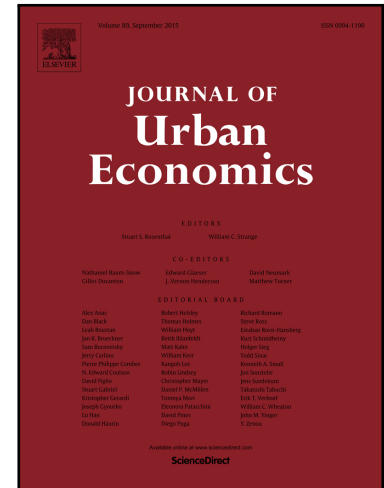 Volume 89, September 2015
ISSN 0094-1190
ELSEVIER
JOURNAL OF
Urban
Economics
EDITORS
Stuart S. Rosenthal William C. Strange
CO-EDITORS
Nathaniel Baum-Snow Edward Glaeser David Neumark
Gilles Duranton J. Vernon Henderson Matthew Turner
EDITORIAL BOARD
Alex Anas Robert Helsley Richard Romano
Dan Black Thomas Holmes Steve Ross
Leah Boustan William Hoyt Esteban Rossi-Hansberg
Jan K. Brueckner Keith Ihlanfeldt Kurt Schmidheiny
Sam Bucovetsky Matt Kahn Holger Sieg
Jerry Carlino William Kerr Todd Sinai
Pierre Philippe Combes Kangoh Lee Kenneth A. Small
N. Edward Coulson Robin Lindsey Jon Sonstelie
David Figlio Christopher Mayer Jens Suedekum
Stuart Gabriel Daniel P. McMillen Takatoshi Tabuchi
Kristopher Gerardi Tomoya Mori Erik T. Verhoef
Joseph Gyourko Eleonora Patacchini William C. Wheaton
Lu Han David Pines John M. Yinger
Donald Haurin Diego Puga Y. Zenou
Available online at www.sciencedirect.com
ScienceDirect